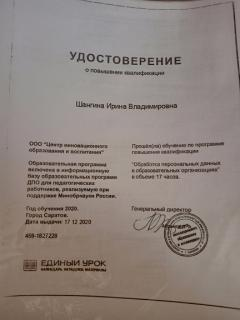 УДОСТОВЕРЕНИЕ
о повышении квалификации
Шангина Ирина Владимировна
ООО "Центр инновационного
образования и воспитания"
Образовательная программа
включена в информационную
базу образовательных программ
ДПО для педагогических
работников, реализуемую при
поддержке Минобрнауки России.
Год обучения 2020.
Город Саратов.
Дата выдачи: 17 12 2020
459-1827228
Прошёл(ла) обучение по программе
повышения квалификации
"Обработка персональных данных
в образовательных организациях"
в объеме 17 часов.
Генеральный директор
ЕДИНЫЙ УРОК
КАЛЕНДАРЬ, МЕТОДИКИ, МАТЕРИАЛЫ